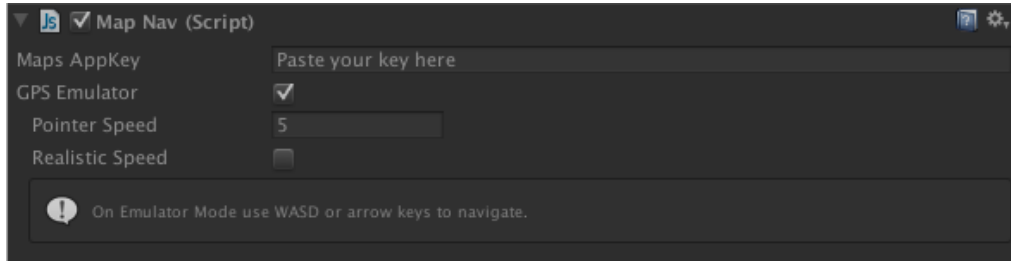 Js Map Nav (Script)
Maps AppKey Paste your key here
GPS Emulator
Pointer Speed 5
Realistic Speed
On Emulator Mode use WASD or arrow keys to navigate.